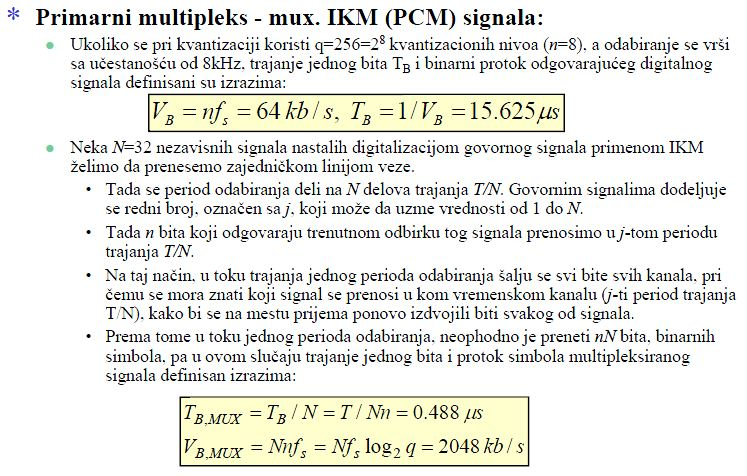 * Primarni multipleks - mux. IKM (PCM) signala:
• Ukoliko se pri kvantizaciji koristi q=256=2⁸ kvantizacionih nivoa (n=8), a odabiranje se vrši
sa učestanošću od 8kHz, trajanje jednog bita T_B i binarni protok odgovarajućeg digitalnog
signala definisani su izrazima:
V_B = nf_s = 64 kb / s, T_B = 1/ V_B = 15.625 μs
• Neka N=32 nezavisnih signala nastalih digitalizacijom govornog signala primenom IKM
želimo da prenesemo zajedničkom linijom veze.
• Tada se period odabiranja deli na N delova trajanja T/N. Govornim signalima dodeljuje
se redni broj, označen sa j, koji može da uzme vrednosti od 1 do N.
• Tada n bita koji odgovaraju trenutnom odbirku tog signala prenosimo u j-tom periodu
trajanja T/N.
• Na taj način, u toku trajanja jednog perioda odabiranja šalju se svi bite svih kanala, pri
čemu se mora znati koji signal se prenosi u kom vremenskom kanalu (j-ti period trajanja
T/N), kako bi se na mestu prijema ponovo izdvojili biti svakog od signala.
• Prema tome u toku jednog perioda odabiranja, neophodno je preneti nN bita, binarnih
simbola, pa u ovom slučaju trajanje jednog bita i protok simbola multipleksiranog
signala definisan izrazima:
T_B,MUX = T_B / N = T / Nn = 0.488 μs
V_B,MUX = Nnf_s = Nf_s log₂ q = 2048 kb / s